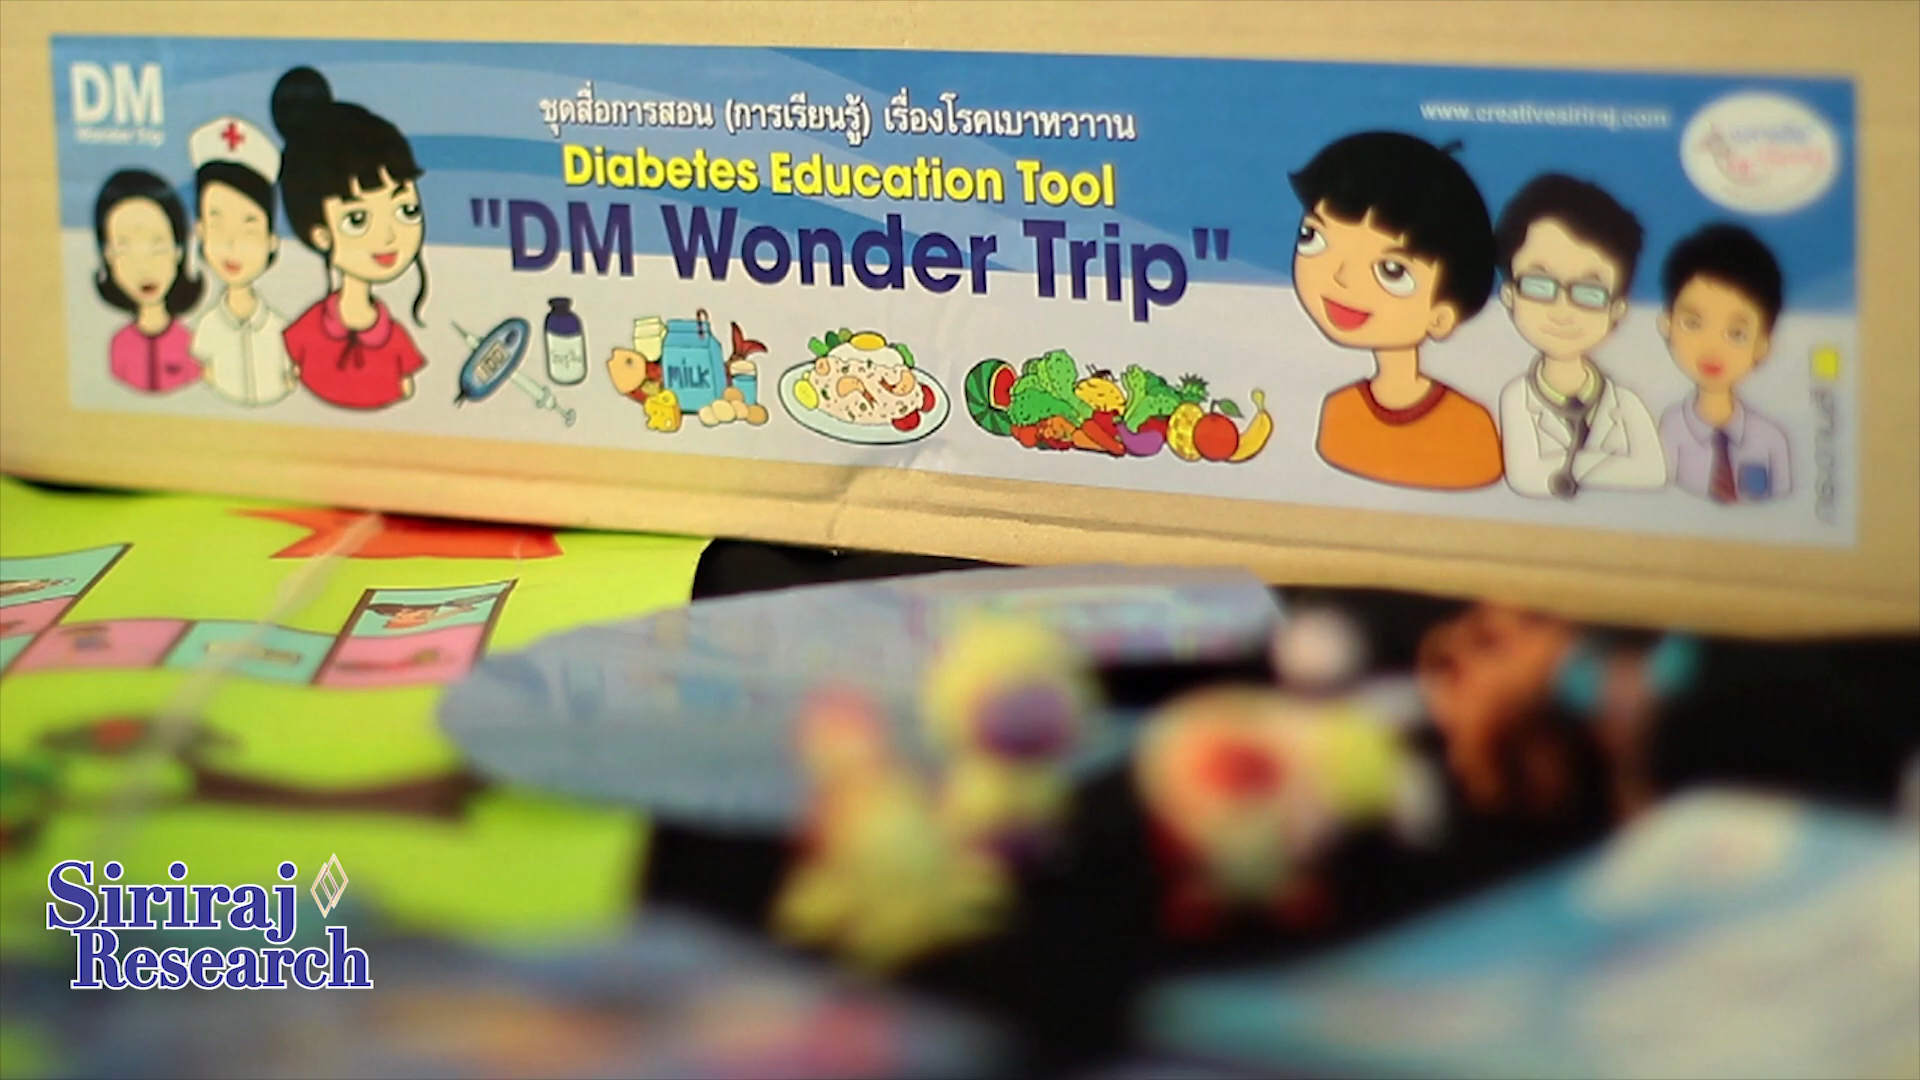 DM
Wonder Trip
ชุดสื่อการสอน (การเรียนรู้) เรื่องโรคเบาหวาาน
Diabetes Education Tool
"DM Wonder Trip"
www.creativesiriraj.com
100
MiLK
Siriraj
Research